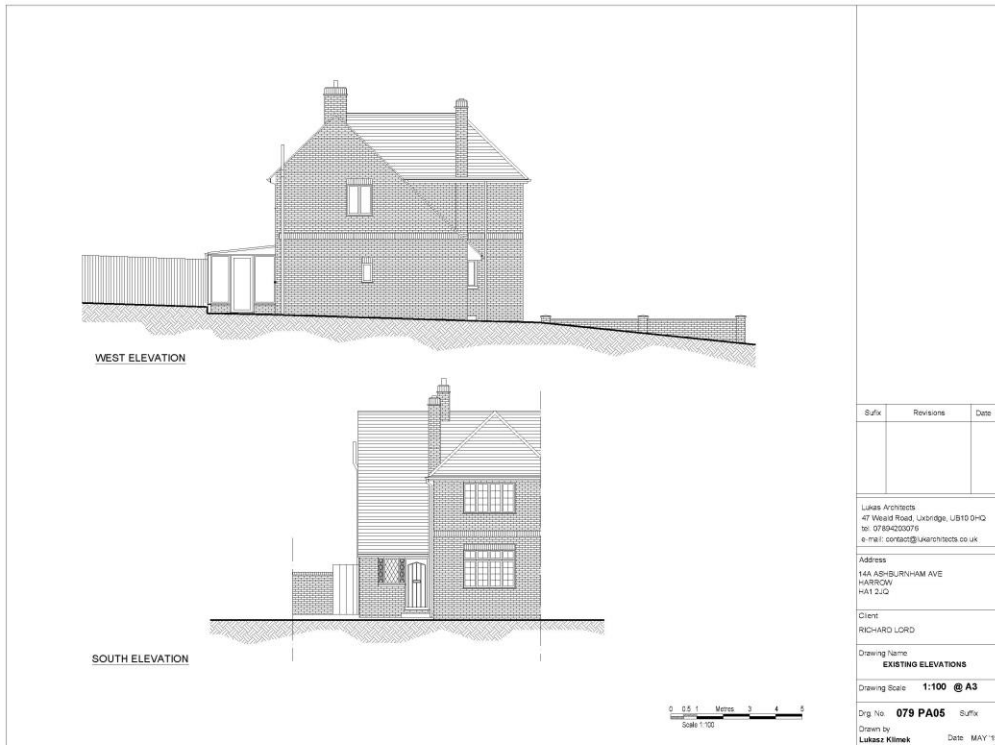 WEST ELEVATION
SOUTH ELEVATION
0 0.5 1 Metres 3 4 5
Scale 1:100
Sufix Revisions Date
Lukas Architects
47 Weald Road, Uxbridge, UB10 0HQ
tel. 07894203076
e-mail: contact@lukarchitects.co.uk
Address
14A ASHBURNHAM AVE
HARROW
HA1 2JQ
Client
RICHARD LORD
Drawing Name
EXISTING ELEVATIONS
Drawing Scale 1:100 @ A3
Drg. No. 079 PA05 Suffix
Drawn by
Lukasz Klimek Date MAY